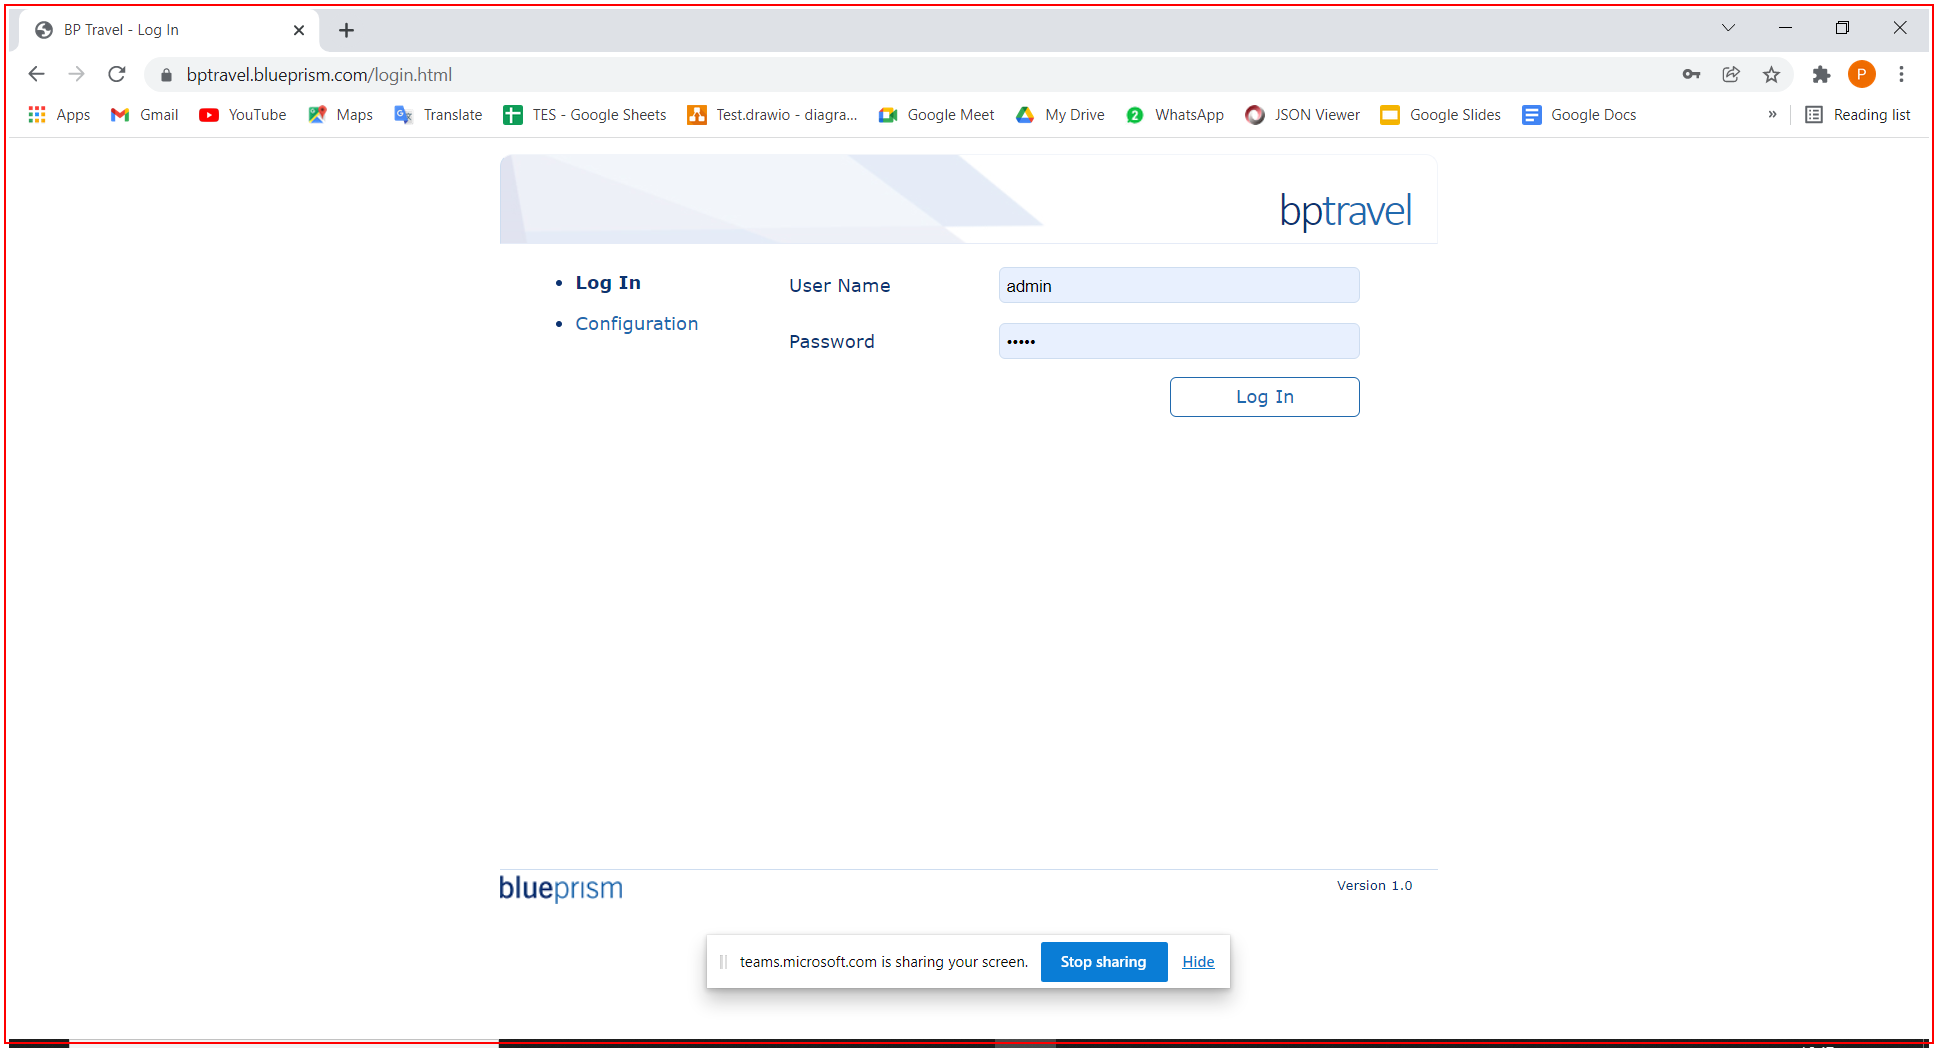 BP Travel - Log In
bptravel.blueprism.com/login.html
P
Apps Gmail YouTube Maps Translate TES - Google Sheets Test.drawio - diagra... Google Meet My Drive 2 WhatsApp JSON Viewer Google Slides Google Docs » Reading list
bptravel
• Log In
• Configuration
User Name admin
Password •••••
Log In
blueprism Version 1.0
teams.microsoft.com is sharing your screen. Stop sharing Hide